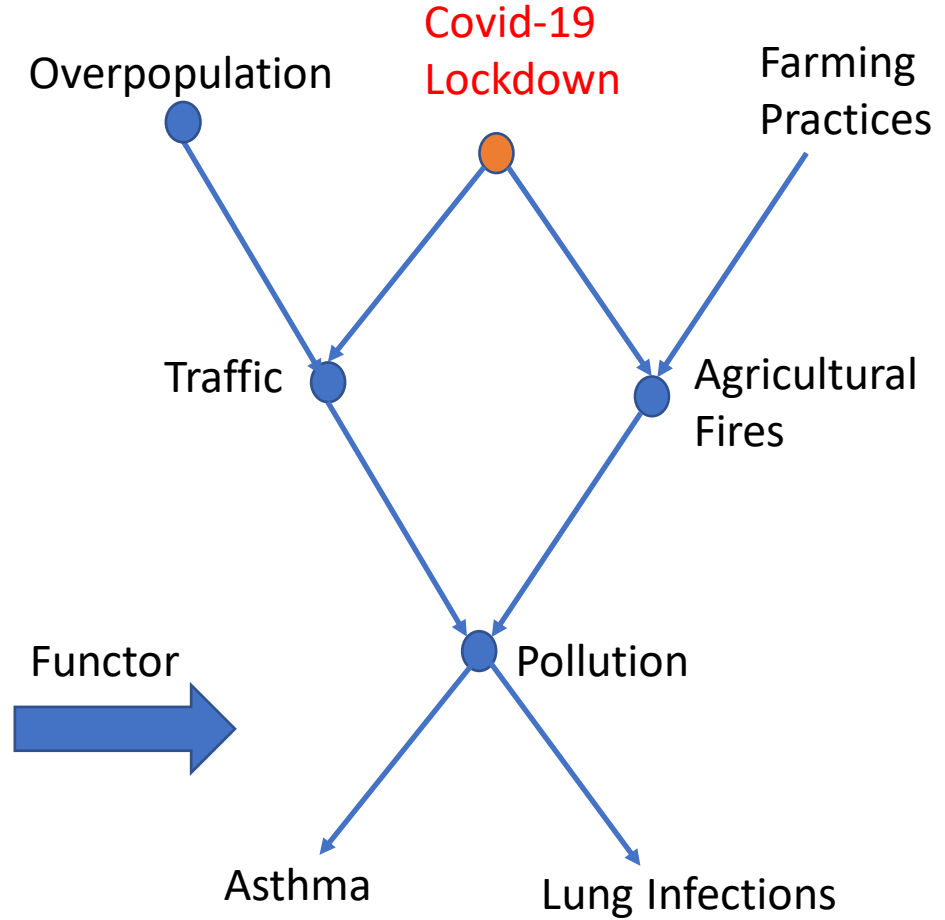 Overpopulation
Covid-19
Lockdown
Farming
Practices
Traffic
Agricultural
Fires
Functor
Pollution
Asthma
Lung Infections